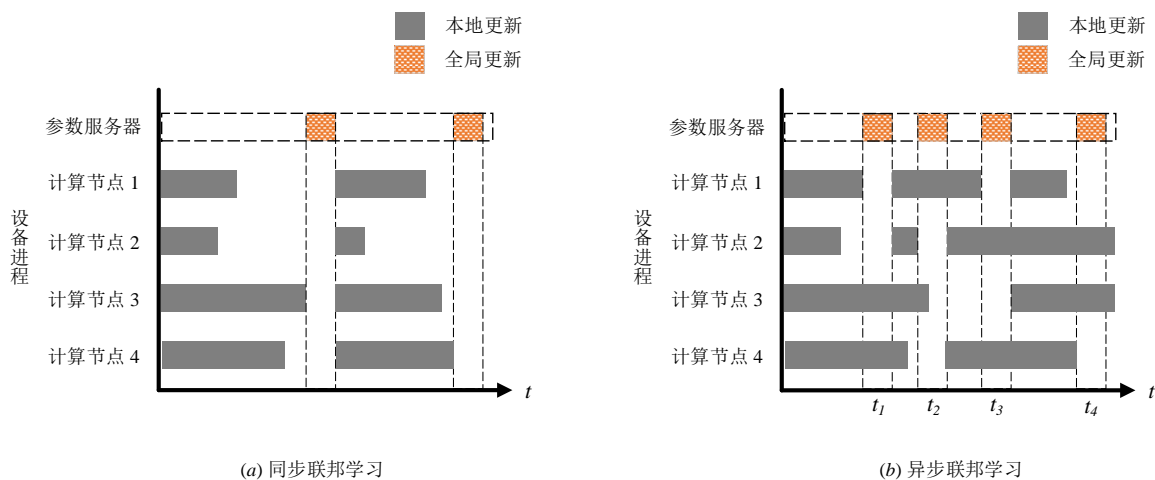 本地更新
全局更新
参数服务器
计算节点 1
计算节点 2
计算节点 3
计算节点 4
设备进程
t
(a) 同步联邦学习
本地更新
全局更新
参数服务器
计算节点 1
计算节点 2
计算节点 3
计算节点 4
设备进程
t1 t2 t3 t4
t
(b) 异步联邦学习